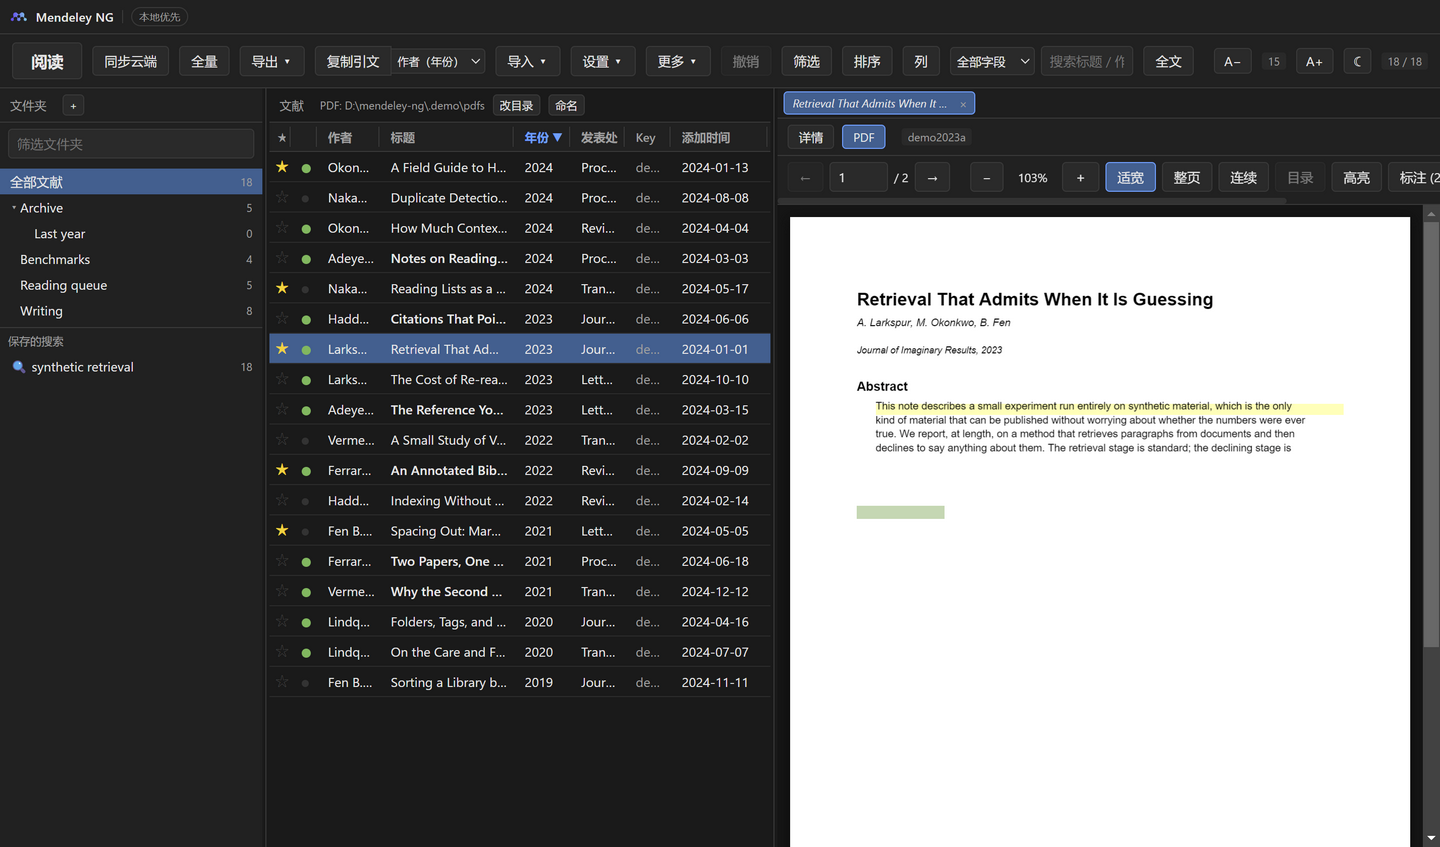 Mendeley NG 本地优先
阅读 同步云端 全量 导出 ▼ 复制引文 作者（年份） 导入 ▼ 设置 ▼ 更多 ▼ 撤销 筛选 排序 列 全部字段 搜索标题 / 作 全文 A− 15 A+ ☾ 18 / 18
文件夹 +
筛选文件夹
全部文献 18
Archive 5
Last year 0
Benchmarks 4
Reading queue 5
Writing 8
保存的搜索
synthetic retrieval 18
文献 PDF: D:\mendeley-ng\.demo\pdfs 改目录 命名
★ 作者 标题 年份 ▼ 发表处 Key 添加时间
★ Okon... A Field Guide to H... 2024 Proc... de... 2024-01-13
☆ Naka... Duplicate Detectio... 2024 Proc... de... 2024-08-08
☆ Okon... How Much Contex... 2024 Revi... de... 2024-04-04
☆ Adeye... Notes on Reading... 2024 Proc... de... 2024-03-03
★ Naka... Reading Lists as a ... 2024 Tran... de... 2024-05-17
☆ Hadd... Citations That Poi... 2023 Jour... de... 2024-06-06
★ Larks... Retrieval That Ad... 2023 Jour... de... 2024-01-01
☆ Larks... The Cost of Re-rea... 2023 Lett... de... 2024-10-10
☆ Adeye... The Reference Yo... 2023 Lett... de... 2024-03-15
☆ Verme... A Small Study of V... 2022 Tran... de... 2024-02-02
★ Ferrar... An Annotated Bib... 2022 Revi... de... 2024-09-09
☆ Hadd... Indexing Without ... 2022 Revi... de... 2024-02-14
★ Fen B.... Spacing Out: Mar... 2021 Lett... de... 2024-05-05
☆ Ferrar... Two Papers, One ... 2021 Proc... de... 2024-06-18
☆ Verme... Why the Second ... 2021 Tran... de... 2024-12-12
☆ Lindq... Folders, Tags, and ... 2020 Jour... de... 2024-04-16
☆ Lindq... On the Care and F... 2020 Tran... de... 2024-07-07
☆ Fen B.... Sorting a Library b... 2019 Jour... de... 2024-11-11
Retrieval That Admits When It ... ×
详情 PDF demo2023a
← 1 / 2 → − 103% + 适宽 整页 连续 目录 高亮 标注 (2
Retrieval That Admits When It Is Guessing
A. Larkspur, M. Okonkwo, B. Fen
Journal of Imaginary Results, 2023
Abstract
This note describes a small experiment run entirely on synthetic material, which is the only
kind of material that can be published without worrying about whether the numbers were ever
true. We report, at length, on a method that retrieves paragraphs from documents and then
declines to say anything about them. The retrieval stage is standard; the declining stage is